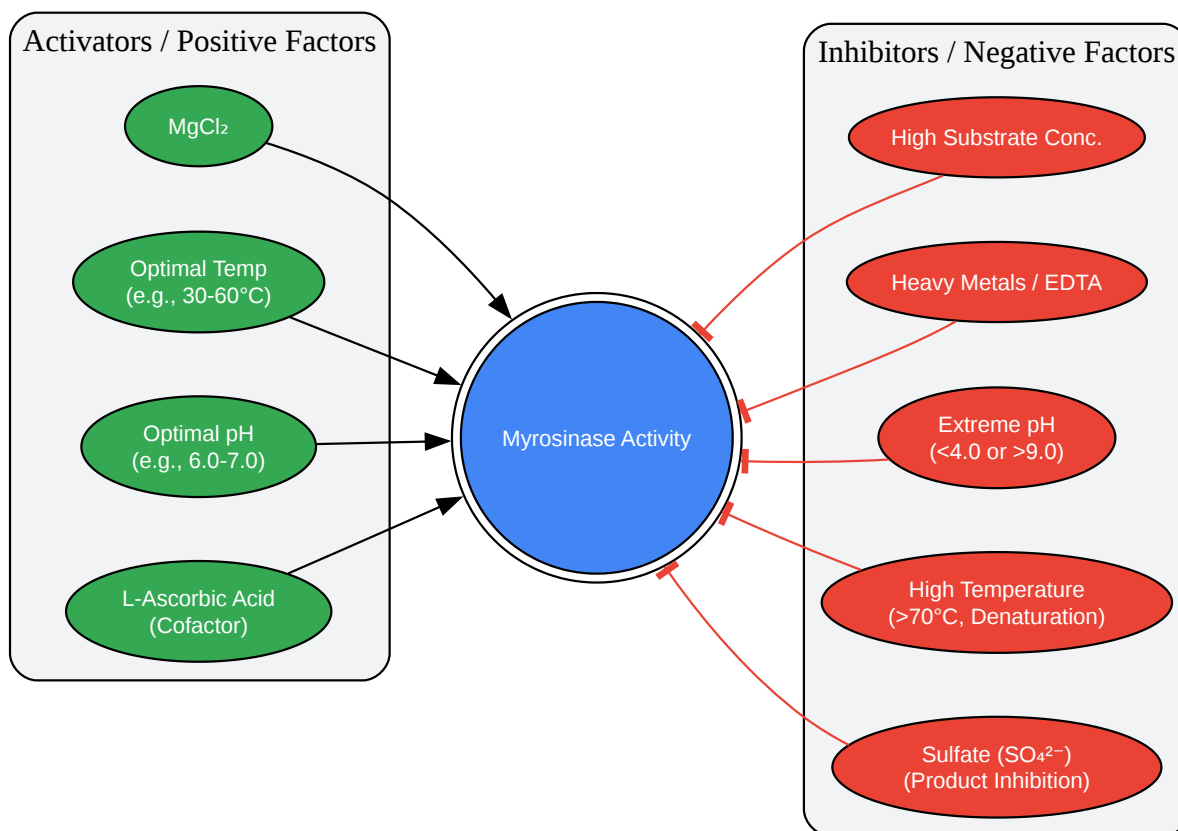 Activators / Positive Factors
MgCl₂
Optimal Temp
(e.g., 30-60°C)
Optimal pH
(e.g., 6.0-7.0)
L-Ascorbic Acid
(Cofactor)
Myrosinase Activity
Inhibitors / Negative Factors
High Substrate Conc.
Heavy Metals / EDTA
Extreme pH
(<4.0 or >9.0)
High Temperature
(>70°C, Denaturation)
Sulfate (SO₄²⁻)
(Product Inhibition)